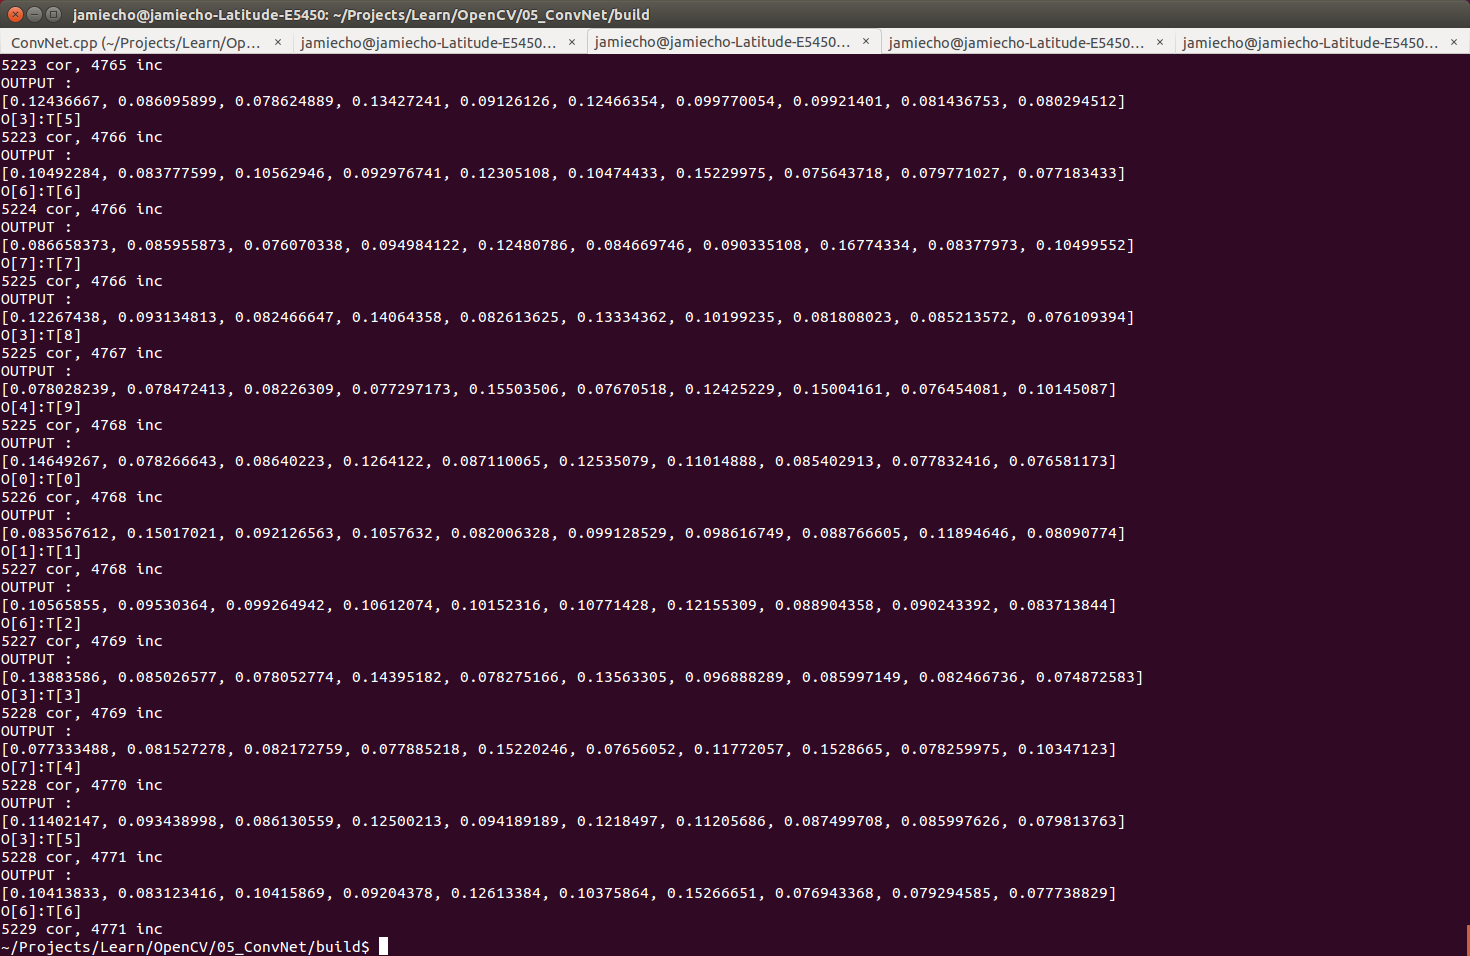 jamiecho@jamiecho-Latitude-E5450: ~/Projects/Learn/OpenCV/05_ConvNet/build
ConvNet.cpp (~/Projects/Learn/Op... × jamiecho@jamiecho-Latitude-E5450... × jamiecho@jamiecho-Latitude-E5450... × jamiecho@jamiecho-Latitude-E5450... × jamiecho@jamiecho-Latitude-E5450... ×
5223 cor, 4765 inc
OUTPUT :
[0.12436667, 0.086095899, 0.078624889, 0.13427241, 0.09126126, 0.12466354, 0.099770054, 0.09921401, 0.081436753, 0.080294512]
O[3]:T[5]
5223 cor, 4766 inc
OUTPUT :
[0.10492284, 0.083777599, 0.10562946, 0.092976741, 0.12305108, 0.10474433, 0.15229975, 0.075643718, 0.079771027, 0.077183433]
O[6]:T[6]
5224 cor, 4766 inc
OUTPUT :
[0.086658373, 0.085955873, 0.076070338, 0.094984122, 0.12480786, 0.084669746, 0.090335108, 0.16774334, 0.08377973, 0.10499552]
O[7]:T[7]
5225 cor, 4766 inc
OUTPUT :
[0.12267438, 0.093134813, 0.082466647, 0.14064358, 0.082613625, 0.13334362, 0.10199235, 0.081808023, 0.085213572, 0.076109394]
O[3]:T[8]
5225 cor, 4767 inc
OUTPUT :
[0.078028239, 0.078472413, 0.08226309, 0.077297173, 0.15503506, 0.07670518, 0.12425229, 0.15004161, 0.076454081, 0.10145087]
O[4]:T[9]
5225 cor, 4768 inc
OUTPUT :
[0.14649267, 0.078266643, 0.08640223, 0.1264122, 0.087110065, 0.12535079, 0.11014888, 0.085402913, 0.077832416, 0.076581173]
O[0]:T[0]
5226 cor, 4768 inc
OUTPUT :
[0.083567612, 0.15017021, 0.092126563, 0.1057632, 0.082006328, 0.099128529, 0.098616749, 0.088766605, 0.11894646, 0.08090774]
O[1]:T[1]
5227 cor, 4768 inc
OUTPUT :
[0.10565855, 0.09530364, 0.099264942, 0.10612074, 0.10152316, 0.10771428, 0.12155309, 0.088904358, 0.090243392, 0.083713844]
O[6]:T[2]
5227 cor, 4769 inc
OUTPUT :
[0.13883586, 0.085026577, 0.078052774, 0.14395182, 0.078275166, 0.13563305, 0.096888289, 0.085997149, 0.082466736, 0.074872583]
O[3]:T[3]
5228 cor, 4769 inc
OUTPUT :
[0.077333488, 0.081527278, 0.082172759, 0.077885218, 0.15220246, 0.07656052, 0.11772057, 0.1528665, 0.078259975, 0.10347123]
O[7]:T[4]
5228 cor, 4770 inc
OUTPUT :
[0.11402147, 0.093438998, 0.086130559, 0.12500213, 0.094189189, 0.1218497, 0.11205686, 0.087499708, 0.085997626, 0.079813763]
O[3]:T[5]
5228 cor, 4771 inc
OUTPUT :
[0.10413833, 0.083123416, 0.10415869, 0.09204378, 0.12613384, 0.10375864, 0.15266651, 0.076943368, 0.079294585, 0.077738829]
O[6]:T[6]
5229 cor, 4771 inc
~/Projects/Learn/OpenCV/05_ConvNet/build$